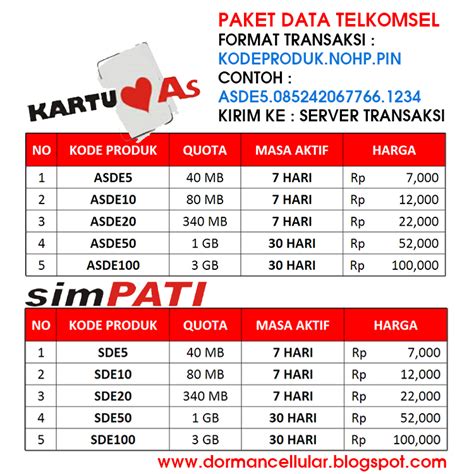 PAKET DATA TELKOMSEL
FORMAT TRANSAKSI :
KODEPRODUK.NOHP.PIN
CONTOH :
ASDE5.085242067766.1234
KIRIM KE : SERVER TRANSAKSI
KARTU As
NO KODE PRODUK QUOTA MASA AKTIF HARGA
1 ASDE5 40 MB 7 HARI Rp 7,000
2 ASDE10 80 MB 7 HARI Rp 12,000
3 ASDE20 340 MB 7 HARI Rp 22,000
4 ASDE50 1 GB 30 HARI Rp 52,000
5 ASDE100 3 GB 30 HARI Rp 100,000
simPATI
NO KODE PRODUK QUOTA MASA AKTIF HARGA
1 SDE5 40 MB 7 HARI Rp 7,000
2 SDE10 80 MB 7 HARI Rp 12,000
3 SDE20 340 MB 7 HARI Rp 22,000
4 SDE50 1 GB 30 HARI Rp 52,000
5 SDE100 3 GB 30 HARI Rp 100,000
www.dormancellular.blogspot.com